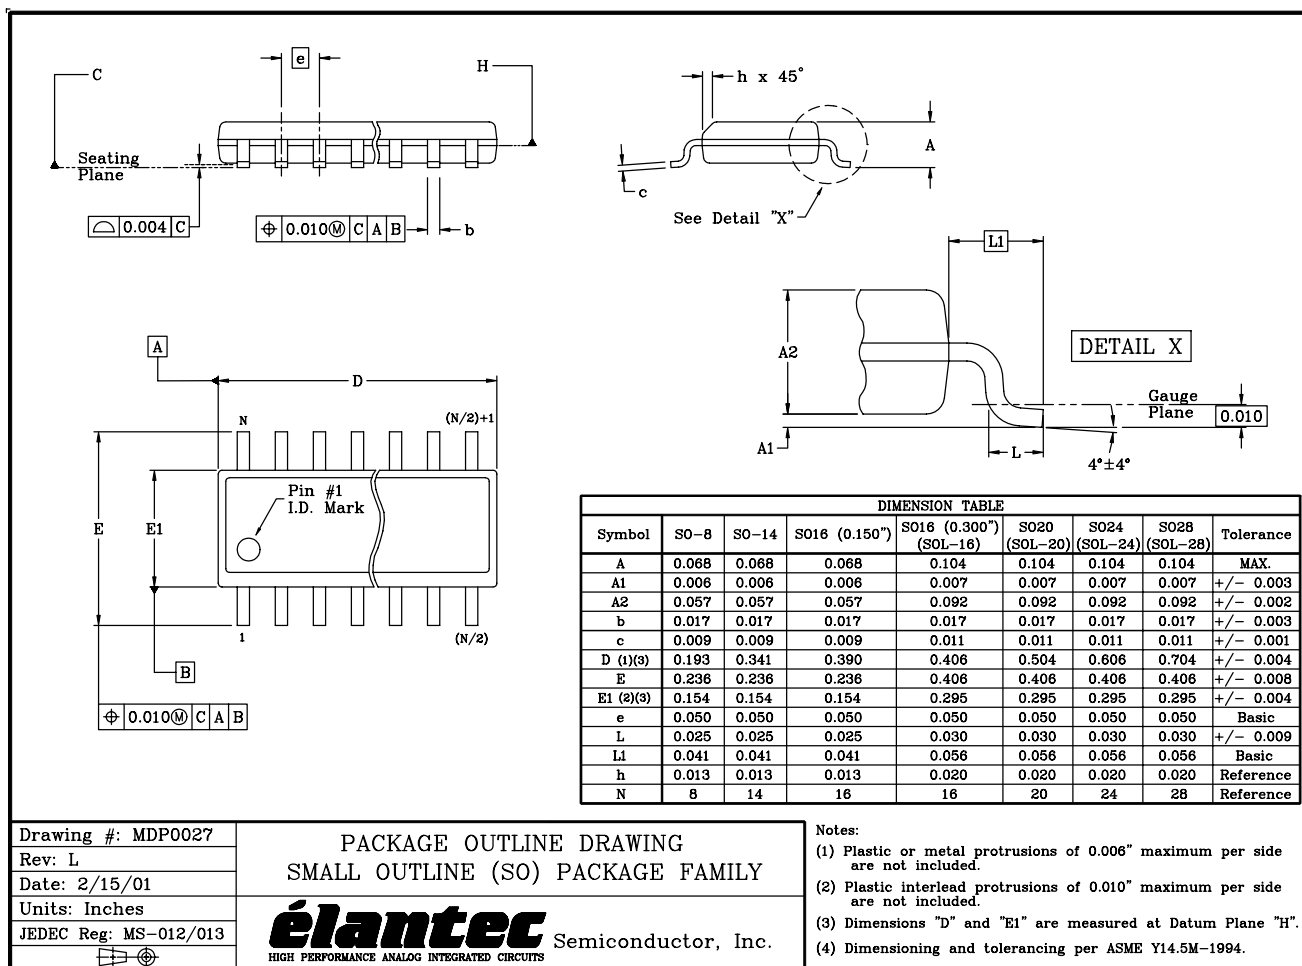 e
C
H
h x 45°
A
Seating
Plane
c
0.004 C
0.010Ⓜ C A B
b
See Detail "X"
L1
A
A2
DETAIL X
D
Gauge
Plane
0.010
N
(N/2)+1
A1
L
4°±4°
Pin #1
I.D. Mark
E
E1
1
(N/2)
B
0.010Ⓜ C A B
DIMENSION TABLE
Symbol SO-8 SO-14 SO16 (0.150") SO16 (0.300") (SOL-16) SO20 (SOL-20) SO24 (SOL-24) SO28 (SOL-28) Tolerance
A 0.068 0.068 0.068 0.104 0.104 0.104 0.104 MAX.
A1 0.006 0.006 0.006 0.007 0.007 0.007 0.007 +/- 0.003
A2 0.057 0.057 0.057 0.092 0.092 0.092 0.092 +/- 0.002
b 0.017 0.017 0.017 0.017 0.017 0.017 0.017 +/- 0.003
c 0.009 0.009 0.009 0.011 0.011 0.011 0.011 +/- 0.001
D (1)(3) 0.193 0.341 0.390 0.406 0.504 0.606 0.704 +/- 0.004
E 0.236 0.236 0.236 0.406 0.406 0.406 0.406 +/- 0.008
E1 (2)(3) 0.154 0.154 0.154 0.295 0.295 0.295 0.295 +/- 0.004
e 0.050 0.050 0.050 0.050 0.050 0.050 0.050 Basic
L 0.025 0.025 0.025 0.030 0.030 0.030 0.030 +/- 0.009
L1 0.041 0.041 0.041 0.056 0.056 0.056 0.056 Basic
h 0.013 0.013 0.013 0.020 0.020 0.020 0.020 Reference
N 8 14 16 16 20 24 28 Reference
Drawing #: MDP0027
Rev: L
Date: 2/15/01
Units: Inches
JEDEC Reg: MS-012/013
PACKAGE OUTLINE DRAWING
SMALL OUTLINE (SO) PACKAGE FAMILY
élantec Semiconductor, Inc.
HIGH PERFORMANCE ANALOG INTEGRATED CIRCUITS
Notes:
(1) Plastic or metal protrusions of 0.006" maximum per side
are not included.
(2) Plastic interlead protrusions of 0.010" maximum per side
are not included.
(3) Dimensions "D" and "E1" are measured at Datum Plane "H".
(4) Dimensioning and tolerancing per ASME Y14.5M-1994.